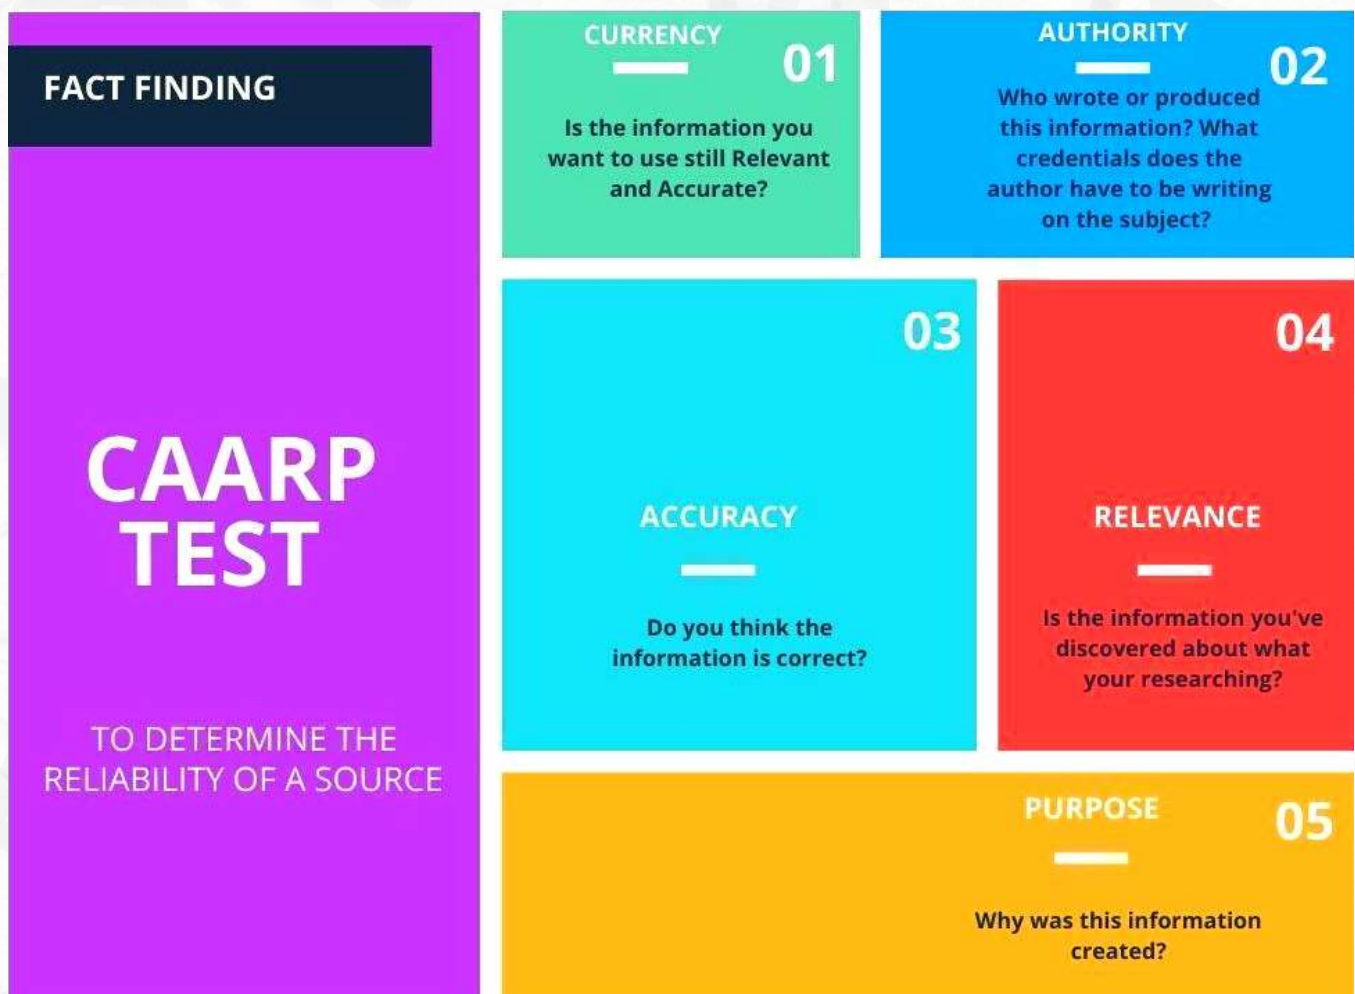 FACT FINDING
CAARP
TEST
TO DETERMINE THE
RELIABILITY OF A SOURCE
CURRENCY
01
Is the information you
want to use still Relevant
and Accurate?
AUTHORITY
02
Who wrote or produced
this information? What
credentials does the
author have to be writing
on the subject?
03
ACCURACY
Do you think the
information is correct?
04
RELEVANCE
Is the information you've
discovered about what
your researching?
PURPOSE
05
Why was this information
created?